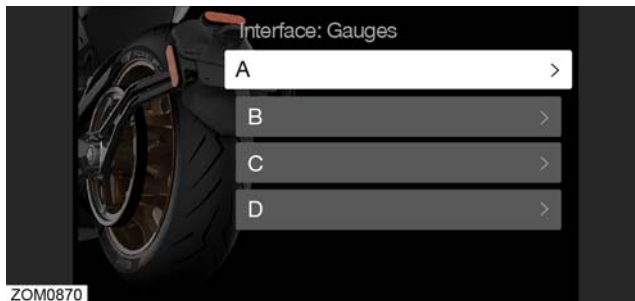 Interface: Gauges
A >
B >
C >
D >
ZOM0870